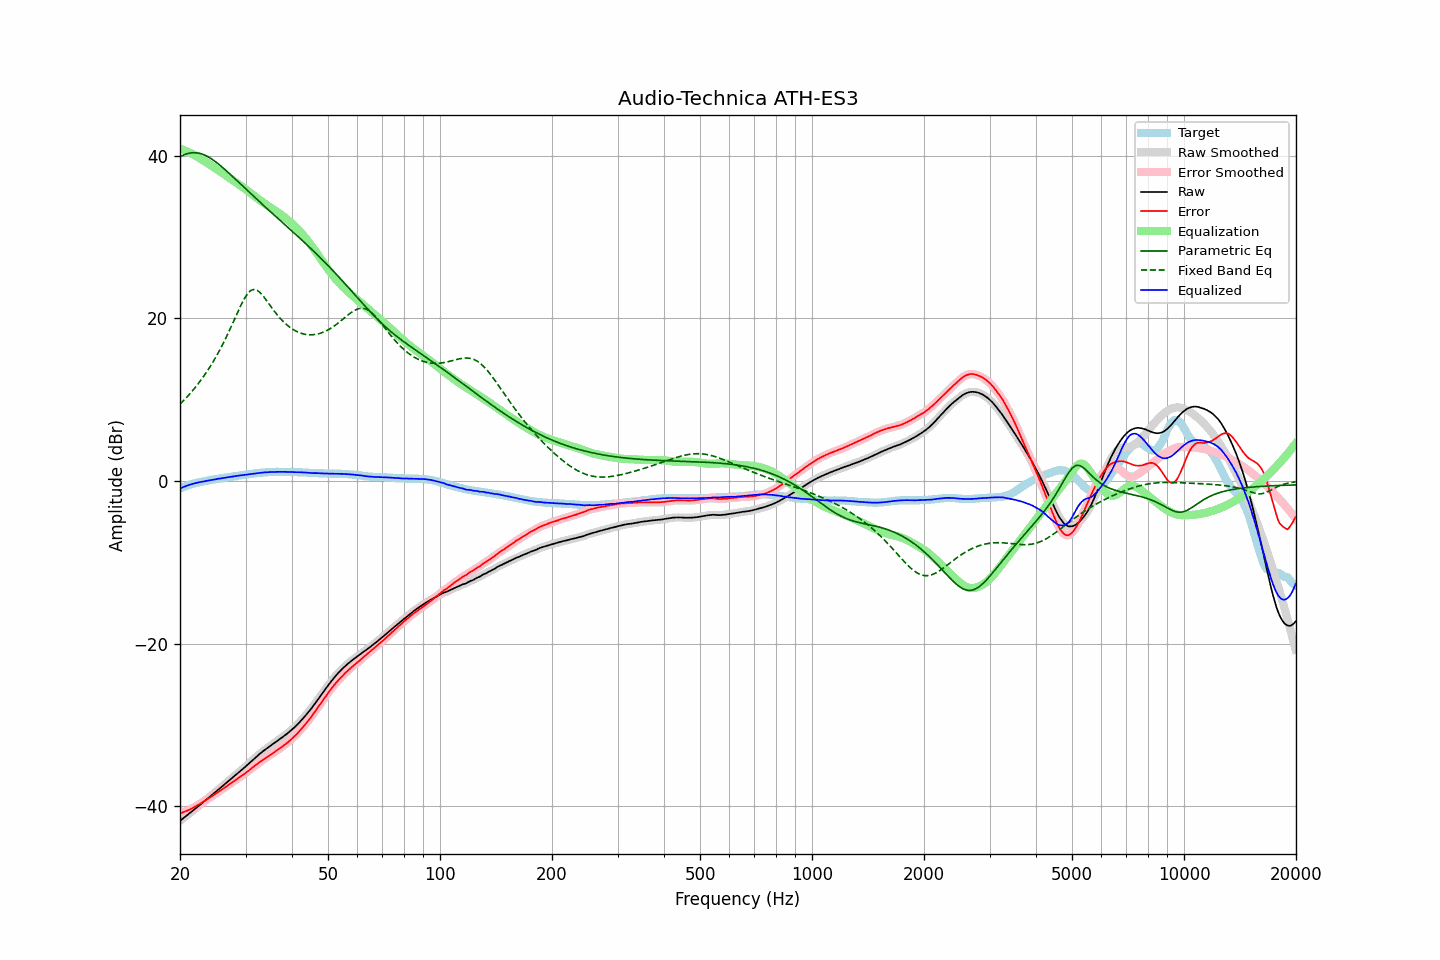 Audio-Technica ATH-ES3
Target
Raw Smoothed
Error Smoothed
Raw
Error
Equalization
Parametric Eq
Fixed Band Eq
Equalized
Amplitude (dBr)
40
20
0
−20
−40
20 50 100 200 500 1000 2000 5000 10000 20000
Frequency (Hz)